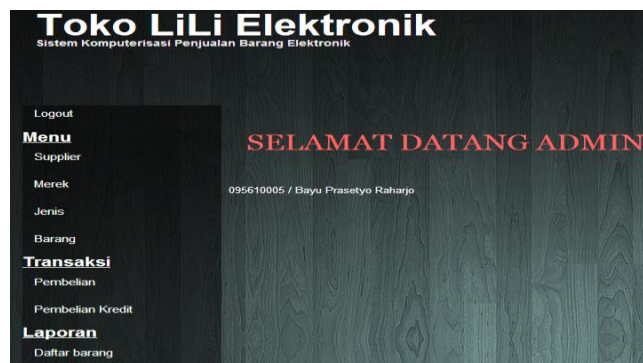 Toko LiLi Elektronik
Sistem Komputerisasi Penjualan Barang Elektronik
Logout
Menu
Supplier
Merek
Jenis
Barang
Transaksi
Pembelian
Pembelian Kredit
Laporan
Daftar barang
SELAMAT DATANG ADMIN
095610005 / Bayu Prasetyo Raharjo